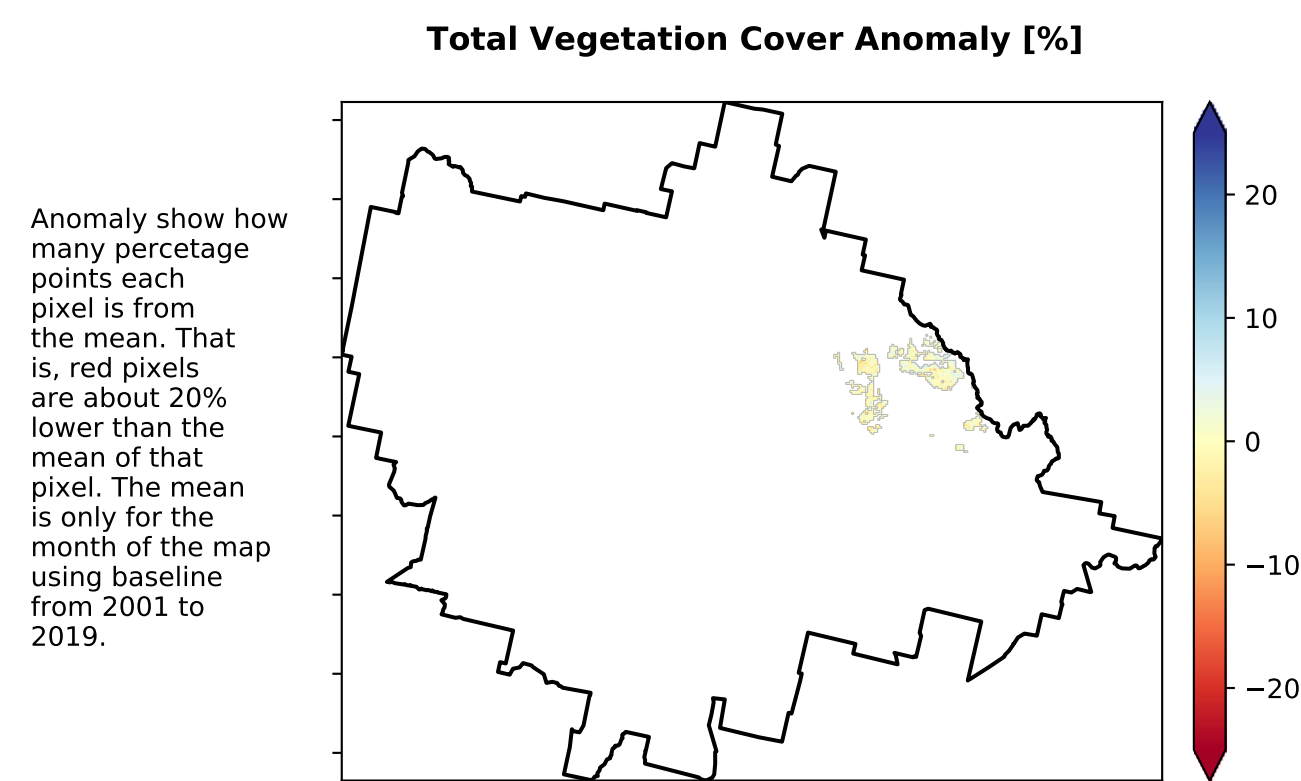 Total Vegetation Cover Anomaly [%]
Anomaly show how
many percetage
points each
pixel is from
the mean. That
is, red pixels
are about 20%
lower than the
mean of that
pixel. The mean
is only for the
month of the map
using baseline
from 2001 to
2019.
20
10
0
−10
−20